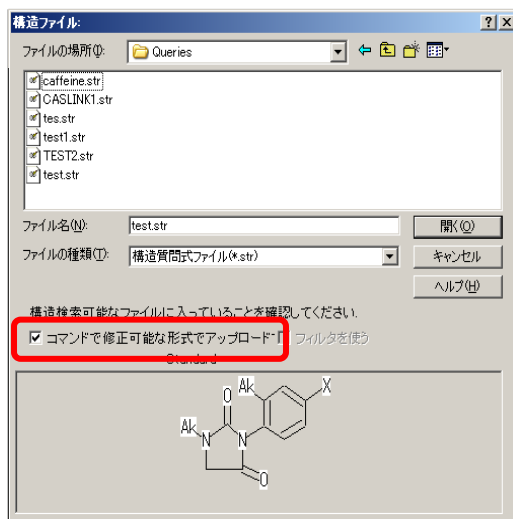 構造ファイル:
ファイルの場所(I):
Queries
caffeine.str
CASLINK1.str
tes.str
test1.str
TEST2.str
test.str
ファイル名(N):
test.str
開く(O)
ファイルの種類(T):
構造質問式ファイル(*.str)
キャンセル
ヘルプ(H)
構造検索可能なファイルに入っていることを確認してください.
コマンドで修正可能な形式でアップロード
フィルタを使う
Standard
Ak
X
O
Ak
N
N
O